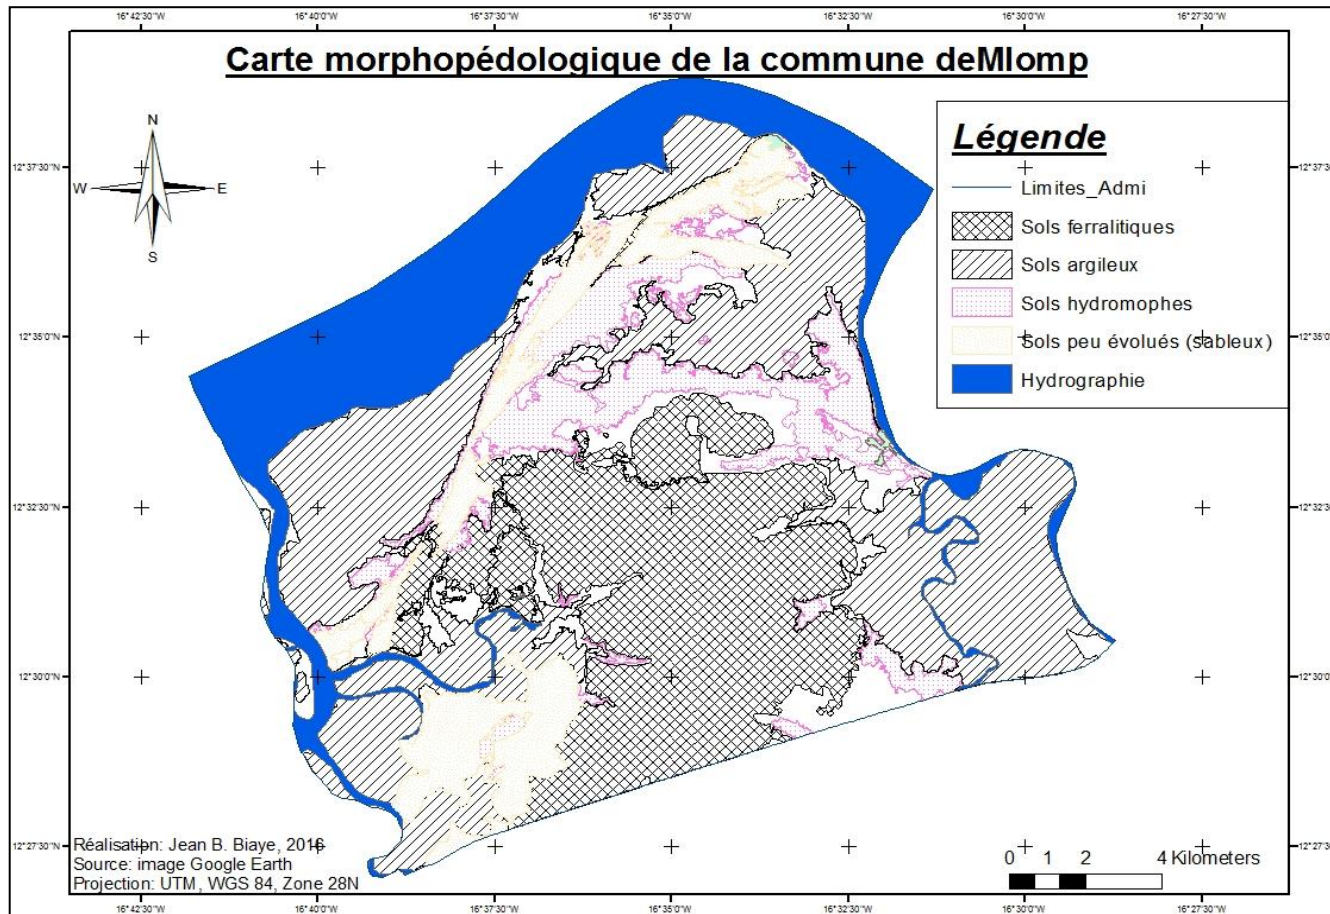 16°42'30"W 16°40'0"W 16°37'30"W 16°35'0"W 16°32'30"W 16°30'0"W 16°27'30"W
Carte morphopédologique de la commune deMlomp
N
W E
S
Légende
Limites_Admi
Sols ferralitiques
Sols argileux
Sols hydromophes
Sols peu évolués (sableux)
Hydrographie
12°37'30"N
12°35'0"N 12°35'0"N
12°32'30"N
12°30'0"N
12°27'30"N
Réalisation: Jean B. Biaye, 2016
Source: image Google Earth
Projection: UTM, WGS 84, Zone 28N
0 1 2 4 Kilometers
16°42'30"W 16°40'0"W 16°37'30"W 16°35'0"W 16°32'30"W 16°30'0"W 16°27'30"W